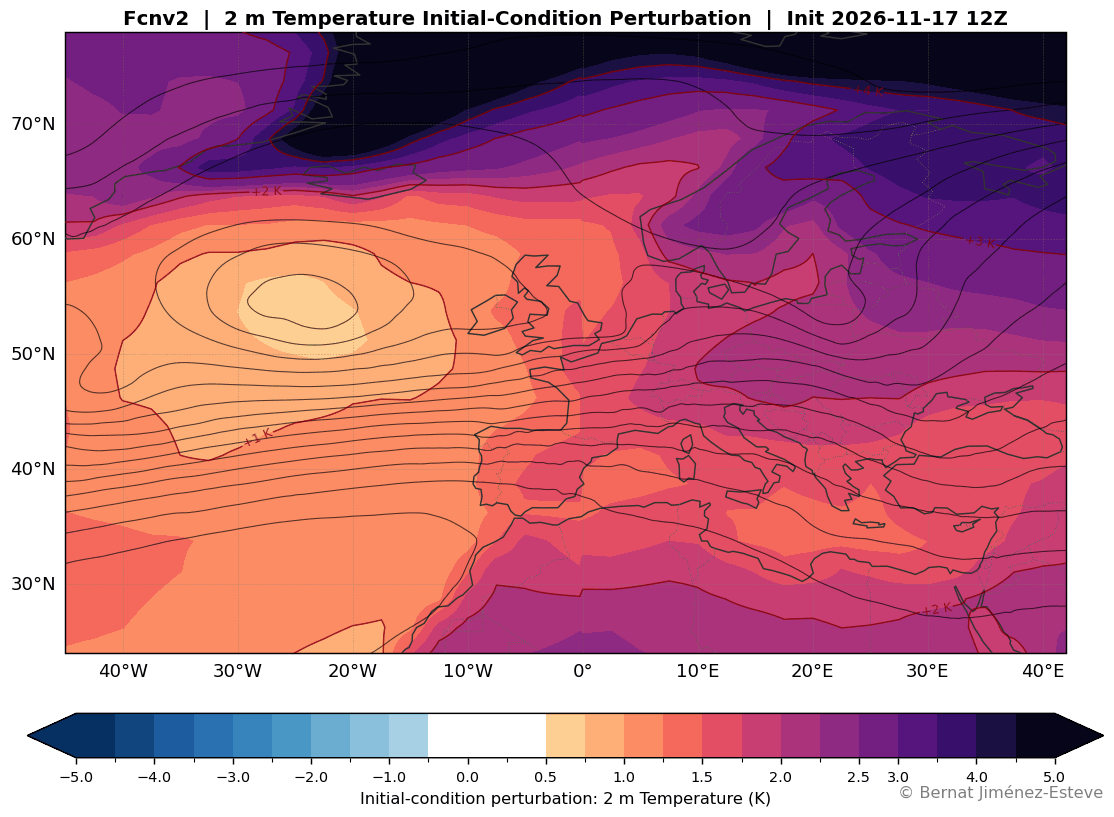 Fcnv2 | 2 m Temperature Initial-Condition Perturbation | Init 2026-11-17 12Z
70°N
60°N
50°N
40°N
30°N
+4 K
+2 K
+3 K
+1 K
+2 K
40°W 30°W 20°W 10°W 0° 10°E 20°E 30°E 40°E
−5.0 −4.0 −3.0 −2.0 −1.0 0.0 0.5 1.0 1.5 2.0 2.5 3.0 4.0 5.0
Initial-condition perturbation: 2 m Temperature (K)
© Bernat Jiménez-Esteve